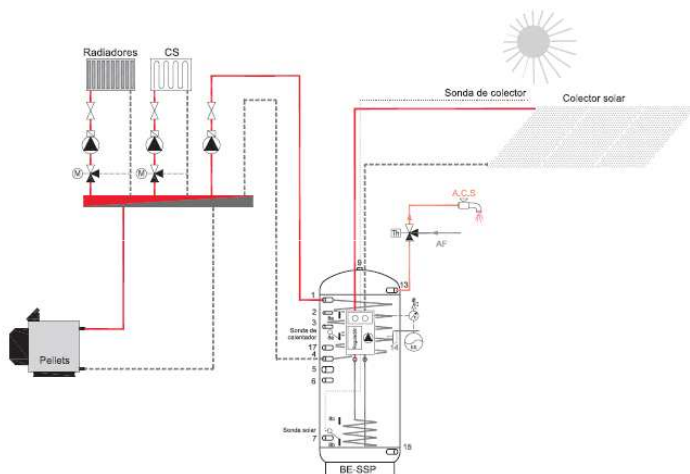 Radiadores
CS
Sonda de colector
Colector solar
M
M
A.C.S
Th
AF
9
13
1
2
3
Sonda de
calentador
17
4
5
6
Regulación
14
Pellets
Sonda solar
7
18
BE-SSP